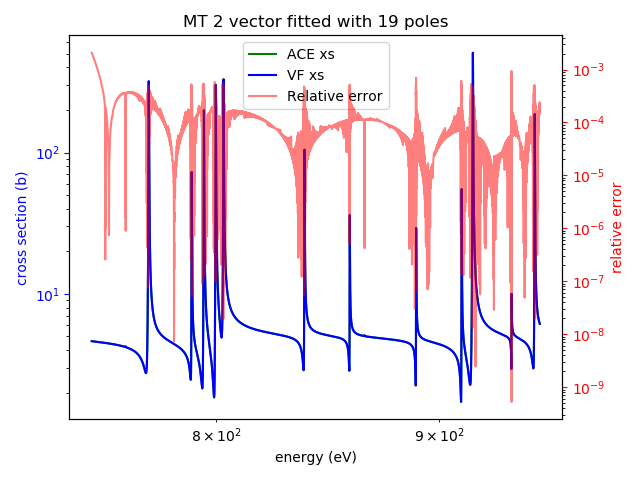 MT 2 vector fitted with 19 poles
ACE xs
VF xs
Relative error
cross section (b)
10²
10¹
relative error
10⁻³
10⁻⁴
10⁻⁵
10⁻⁶
10⁻⁷
10⁻⁸
10⁻⁹
8 × 10²
9 × 10²
energy (eV)